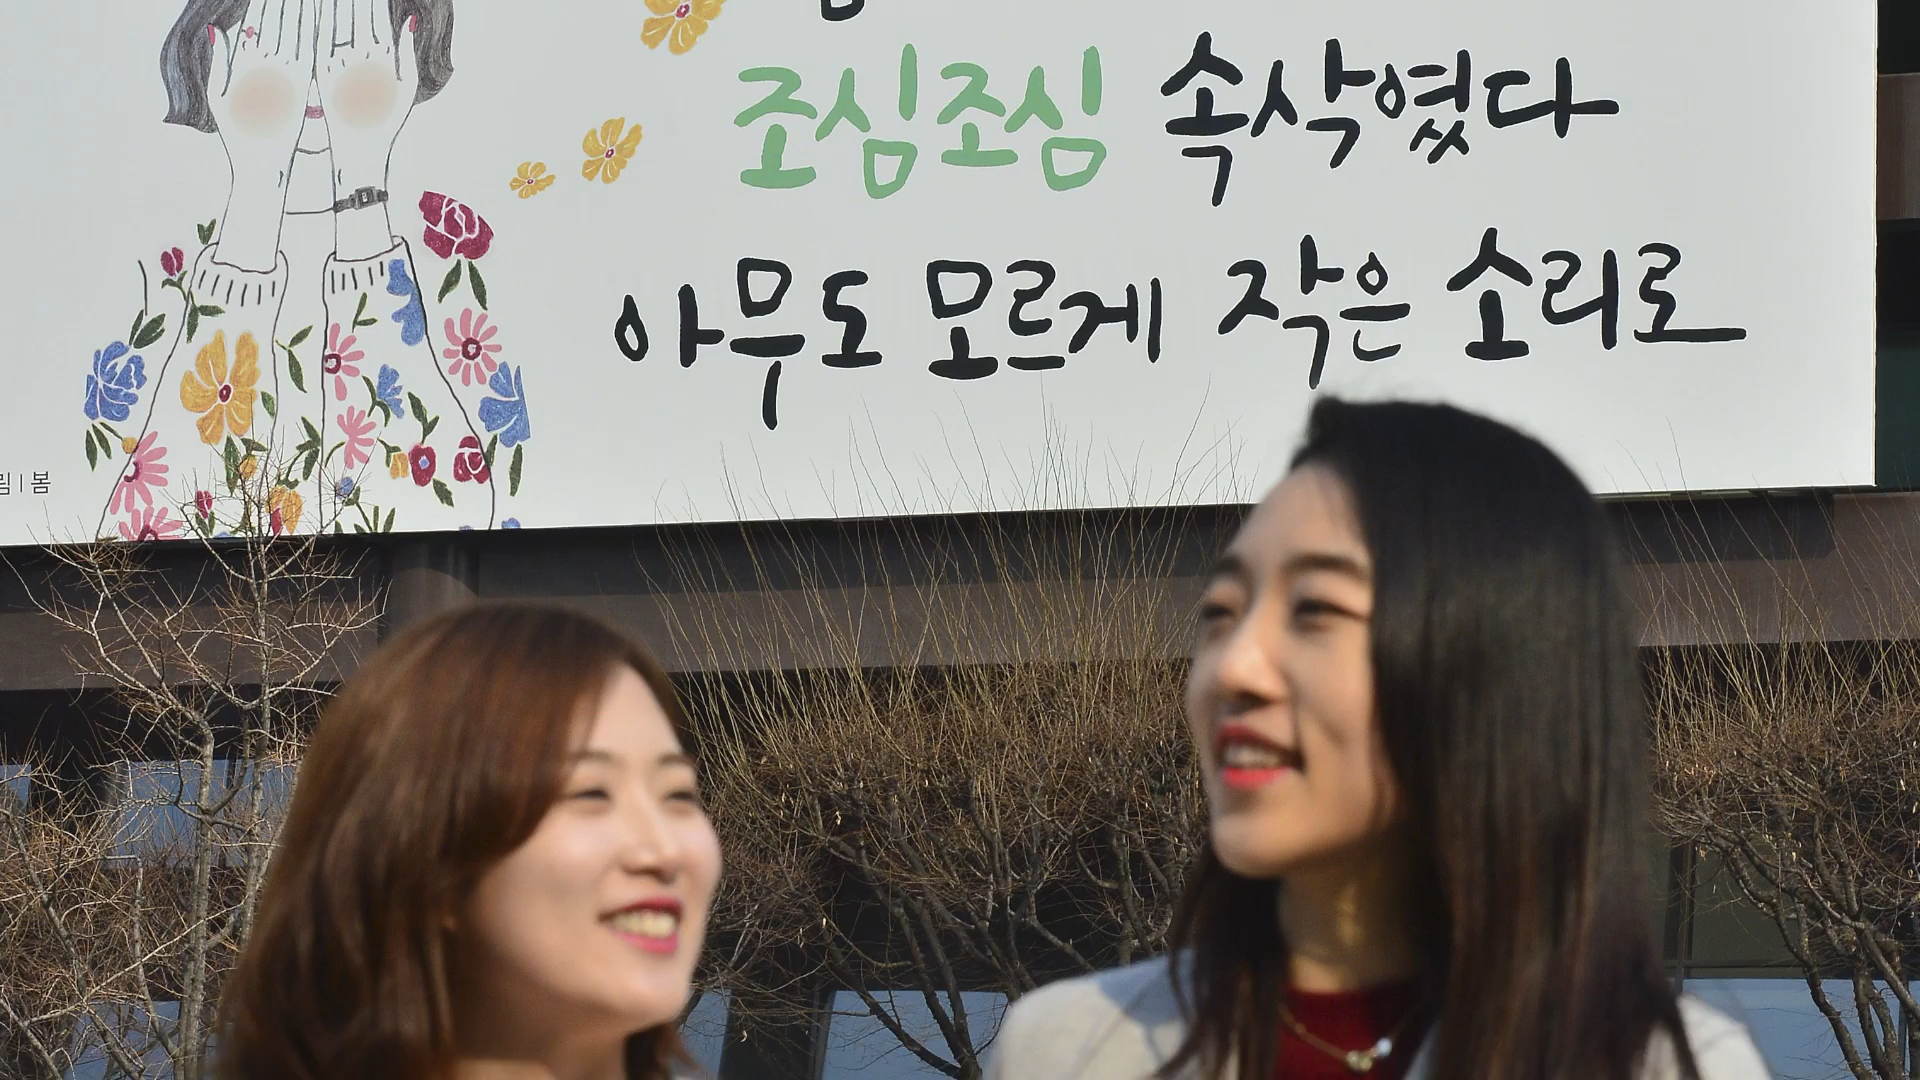 조심조심 속삭였다
아무도 모르게 작은 소리로
림 | 봄